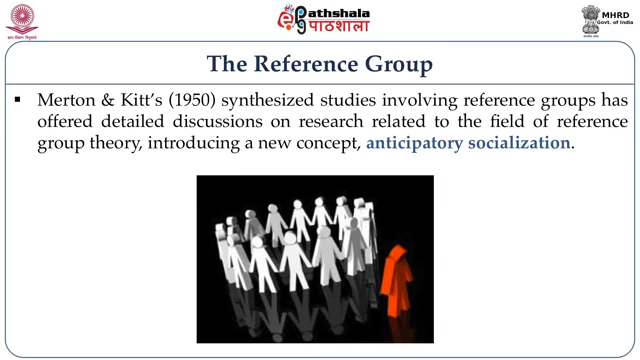 Pathshala
पाठशाला
MHRD
Govt. of India
The Reference Group
▪ Merton & Kitt's (1950) synthesized studies involving reference groups has
offered detailed discussions on research related to the field of reference
group theory, introducing a new concept, anticipatory socialization.